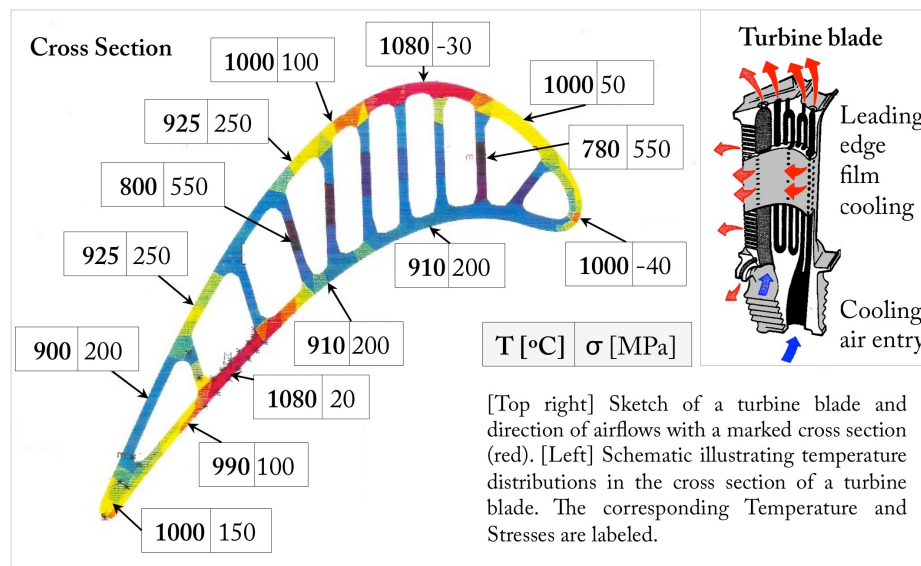 Cross Section
1080 -30
1000 100
1000 50
925 250
780 550
800 550
925 250
1000 -40
910 200
900 200
910 200
T [°C] σ [MPa]
1080 20
990 100
1000 150
Turbine blade
Leading
edge
film
cooling
Cooling
air entry
[Top right] Sketch of a turbine blade and
direction of airflows with a marked cross section
(red). [Left] Schematic illustrating temperature
distributions in the cross section of a turbine
blade. The corresponding Temperature and
Stresses are labeled.